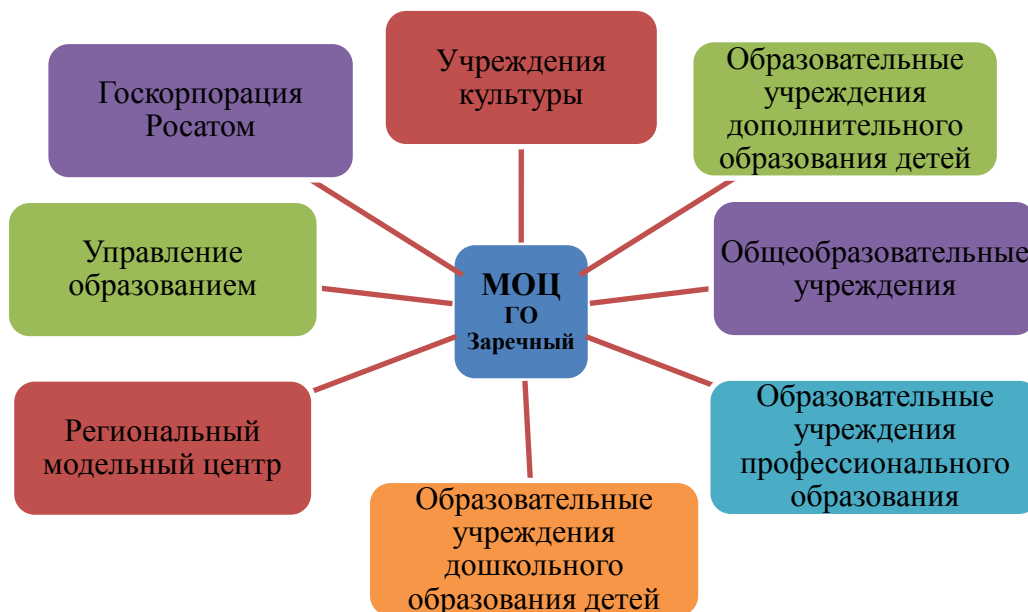 Учреждения
культуры
Образовательные
учреждения
дополнительного
образования детей
Госкорпорация
Росатом
Управление
образованием
МОЦ
ГО
Заречный
Общеобразовательные
учреждения
Региональный
модельный центр
Образовательные
учреждения
профессионального
образования
Образовательные
учреждения
дошкольного
образования детей